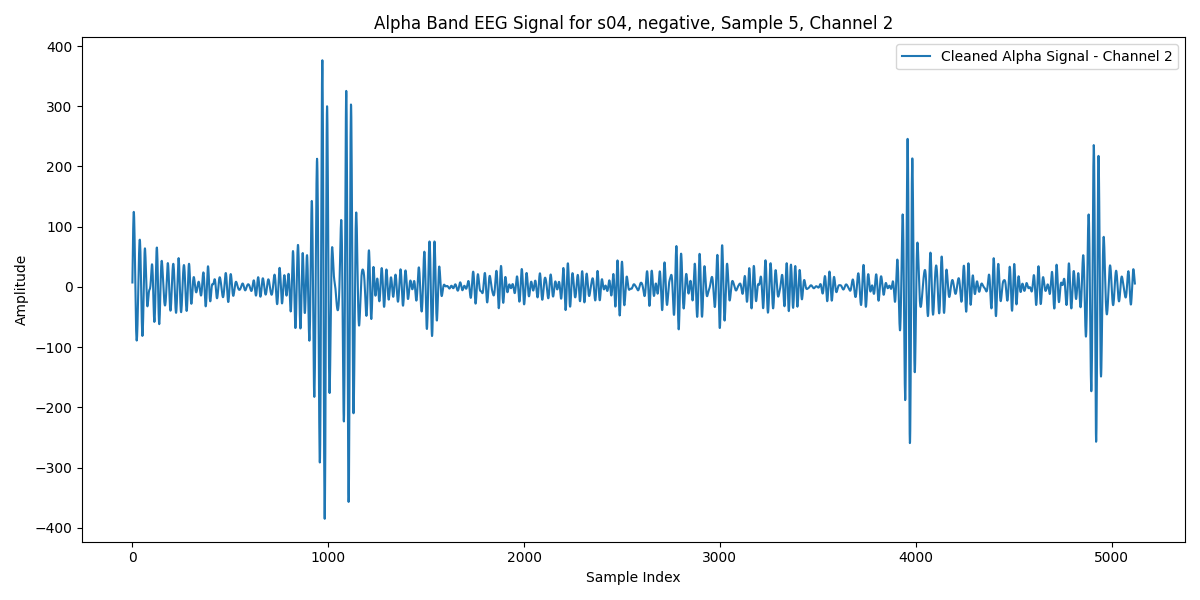 Alpha Band EEG Signal for s04, negative, Sample 5, Channel 2
Cleaned Alpha Signal - Channel 2
Amplitude
400
300
200
100
0
−100
−200
−300
−400
0 1000 2000 3000 4000 5000
Sample Index